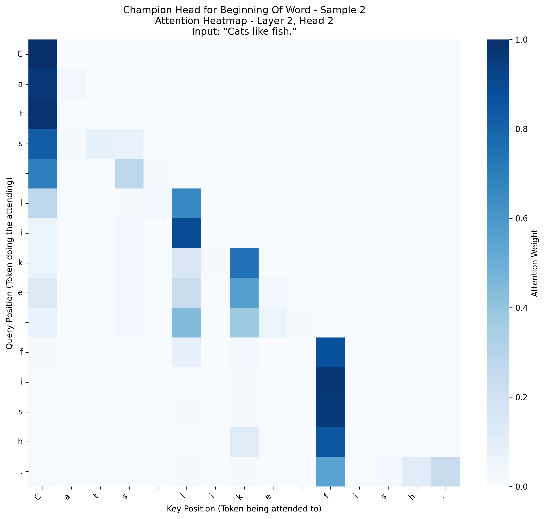 Champion Head for Beginning Of Word - Sample 2
Attention Heatmap - Layer 2, Head 2
Input: "Cats like fish."
Query Position (Token doing the attending)
C
a
t
s
l
i
k
e
f
i
s
h
.
C a t s l i k e f i s h .
Key Position (Token being attended to)
1.0
0.8
0.6
0.4
0.2
0.0
Attention Weight